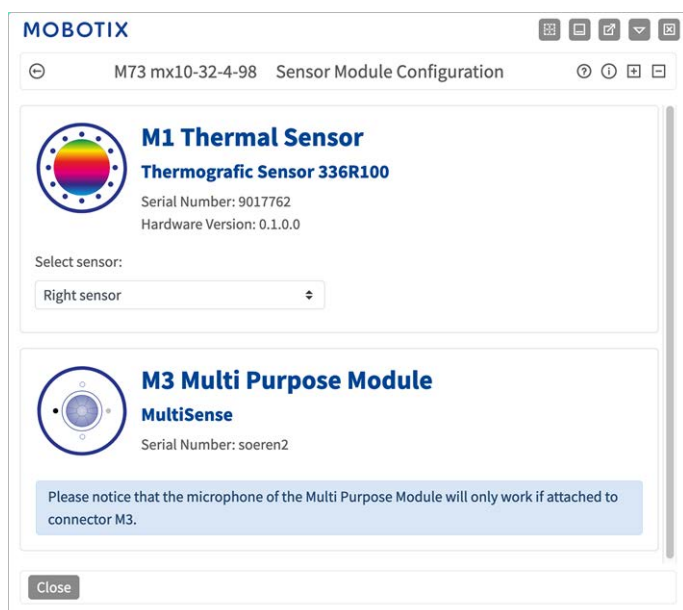 MOBOTIX
M73 mx10-32-4-98 Sensor Module Configuration
M1 Thermal Sensor
Thermografic Sensor 336R100
Serial Number: 9017762
Hardware Version: 0.1.0.0
Select sensor:
Right sensor
M3 Multi Purpose Module
MultiSense
Serial Number: soeren2
Please notice that the microphone of the Multi Purpose Module will only work if attached to
connector M3.
Close